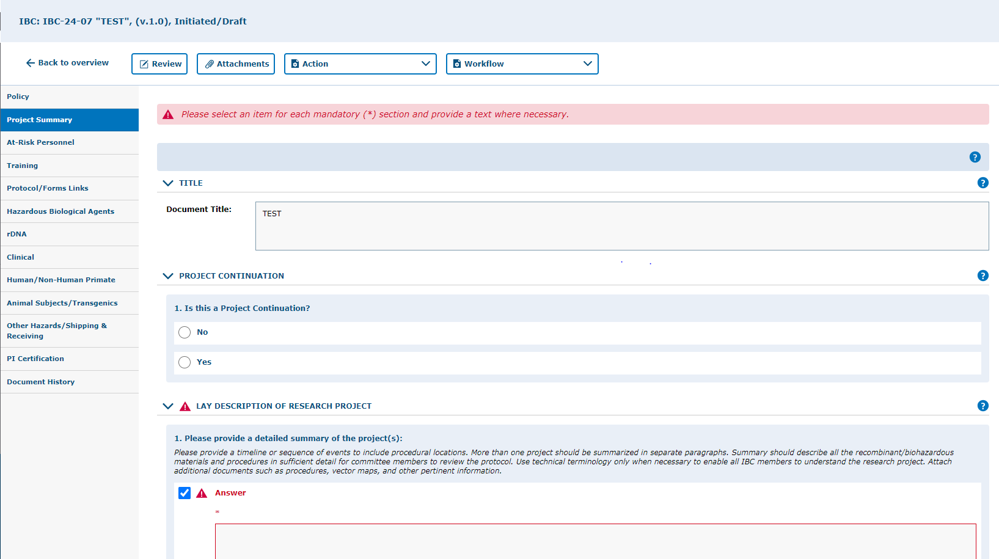 IBC: IBC-24-07 "TEST", (v.1.0), Initiated/Draft
Back to overview
Review
Attachments
Action
Workflow
Policy
Project Summary
At-Risk Personnel
Training
Protocol/Forms Links
Hazardous Biological Agents
rDNA
Clinical
Human/Non-Human Primate
Animal Subjects/Transgenics
Other Hazards/Shipping &
Receiving
PI Certification
Document History
Please select an item for each mandatory (*) section and provide a text where necessary.
?
TITLE
?
Document Title:
TEST
PROJECT CONTINUATION
?
1. Is this a Project Continuation?
No
Yes
LAY DESCRIPTION OF RESEARCH PROJECT
?
1. Please provide a detailed summary of the project(s):
Please provide a timeline or sequence of events to include procedural locations. More than one project should be summarized in separate paragraphs. Summary should describe all the recombinant/biohazardous
materials and procedures in sufficient detail for committee members to review the protocol. Use technical terminology only when necessary to enable all IBC members to understand the research project. Attach
additional documents such as procedures, vector maps, and other pertinent information.
Answer
*